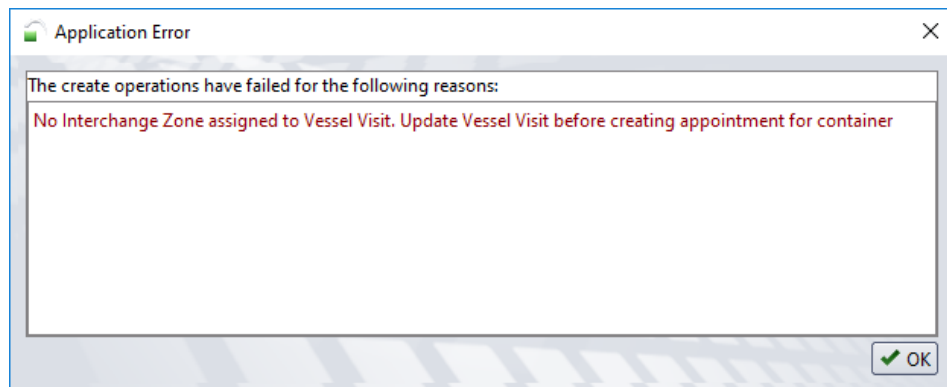 Application Error
The create operations have failed for the following reasons:
No Interchange Zone assigned to Vessel Visit. Update Vessel Visit before creating appointment for container
OK